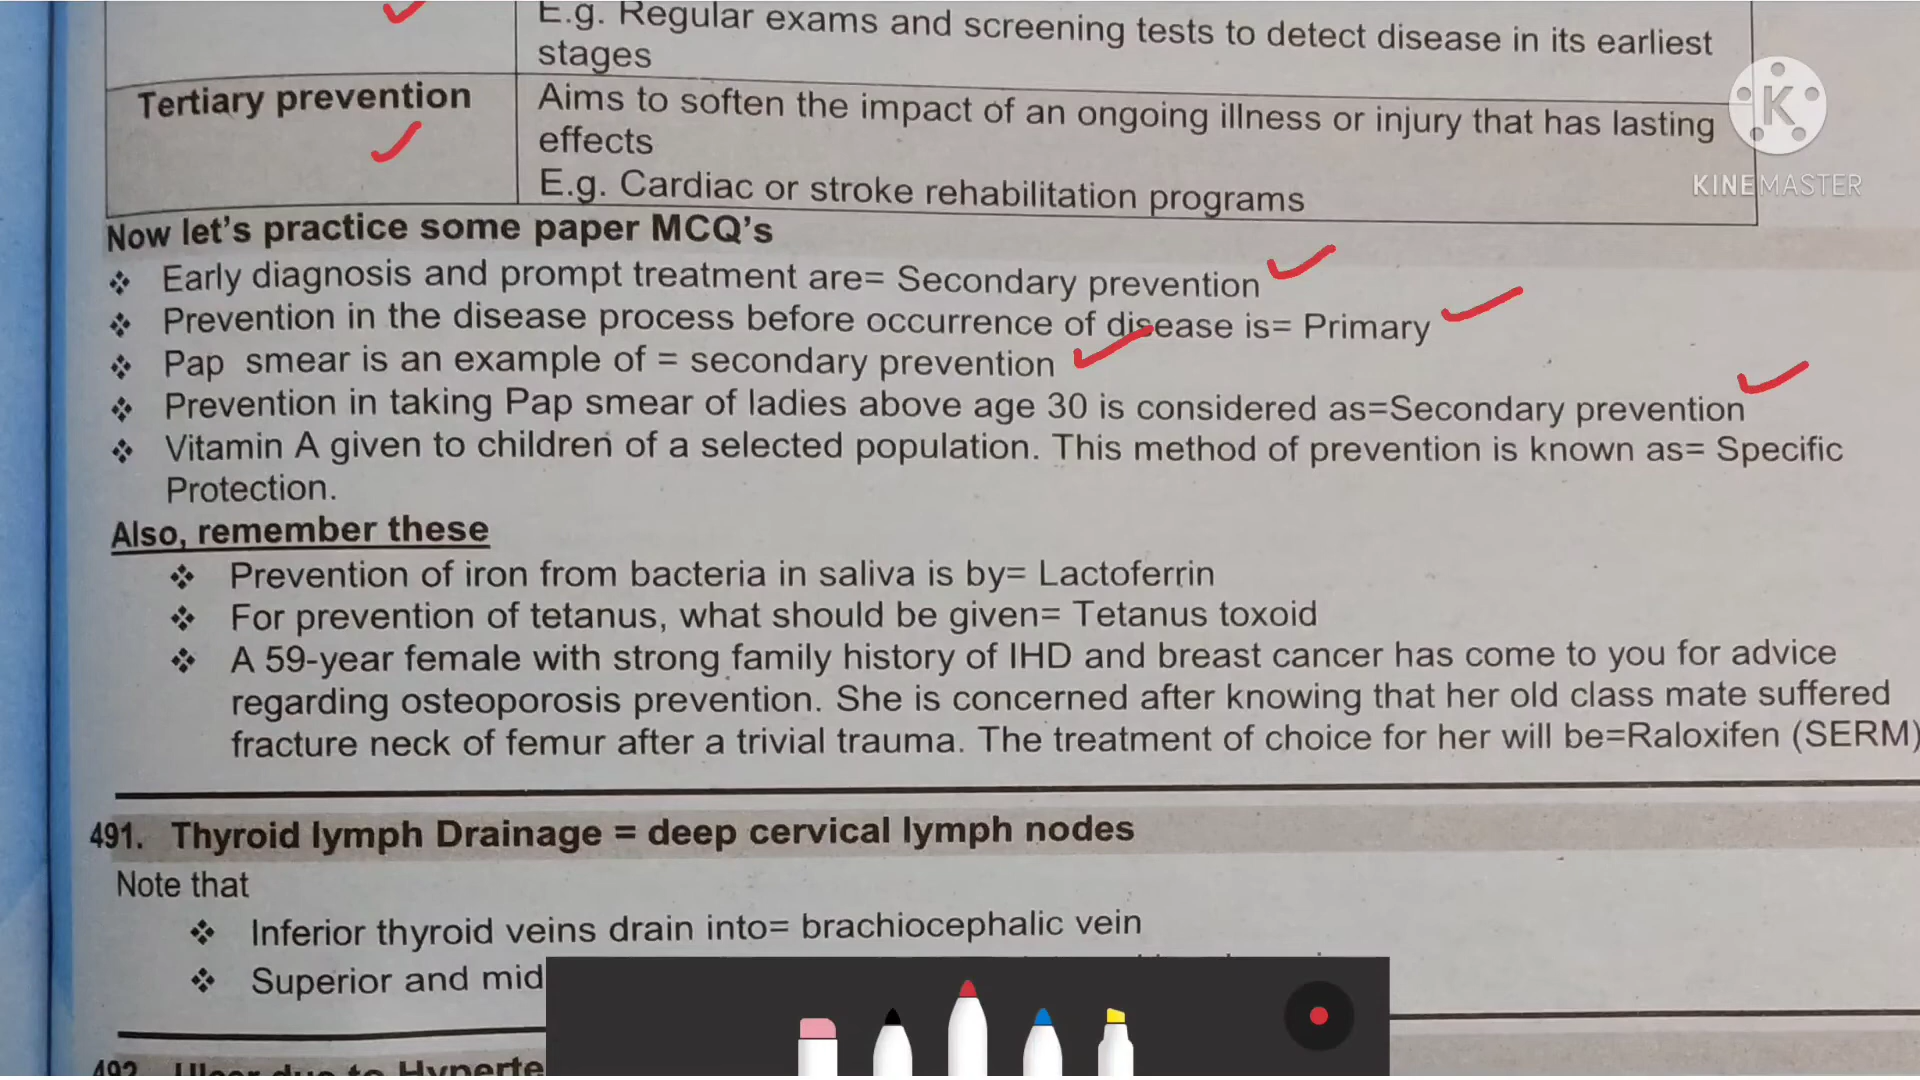 E.g. Regular exams and screening tests to detect disease in its earliest
stages
Tertiary prevention
Aims to soften the impact of an ongoing illness or injury that has lasting
effects
E.g. Cardiac or stroke rehabilitation programs
K
KINEMASTER
Now let's practice some paper MCQ's
❖ Early diagnosis and prompt treatment are= Secondary prevention
❖ Prevention in the disease process before occurrence of disease is= Primary
❖ Pap smear is an example of = secondary prevention
❖ Prevention in taking Pap smear of ladies above age 30 is considered as=Secondary prevention
❖ Vitamin A given to children of a selected population. This method of prevention is known as= Specific
Protection.
Also, remember these
❖ Prevention of iron from bacteria in saliva is by= Lactoferrin
❖ For prevention of tetanus, what should be given= Tetanus toxoid
❖ A 59-year female with strong family history of IHD and breast cancer has come to you for advice
regarding osteoporosis prevention. She is concerned after knowing that her old class mate suffered
fracture neck of femur after a trivial trauma. The treatment of choice for her will be=Raloxifen (SERM)
491. Thyroid lymph Drainage = deep cervical lymph nodes
Note that
❖ Inferior thyroid veins drain into= brachiocephalic vein
❖ Superior and mid
492. Ulcer due to Hyperte